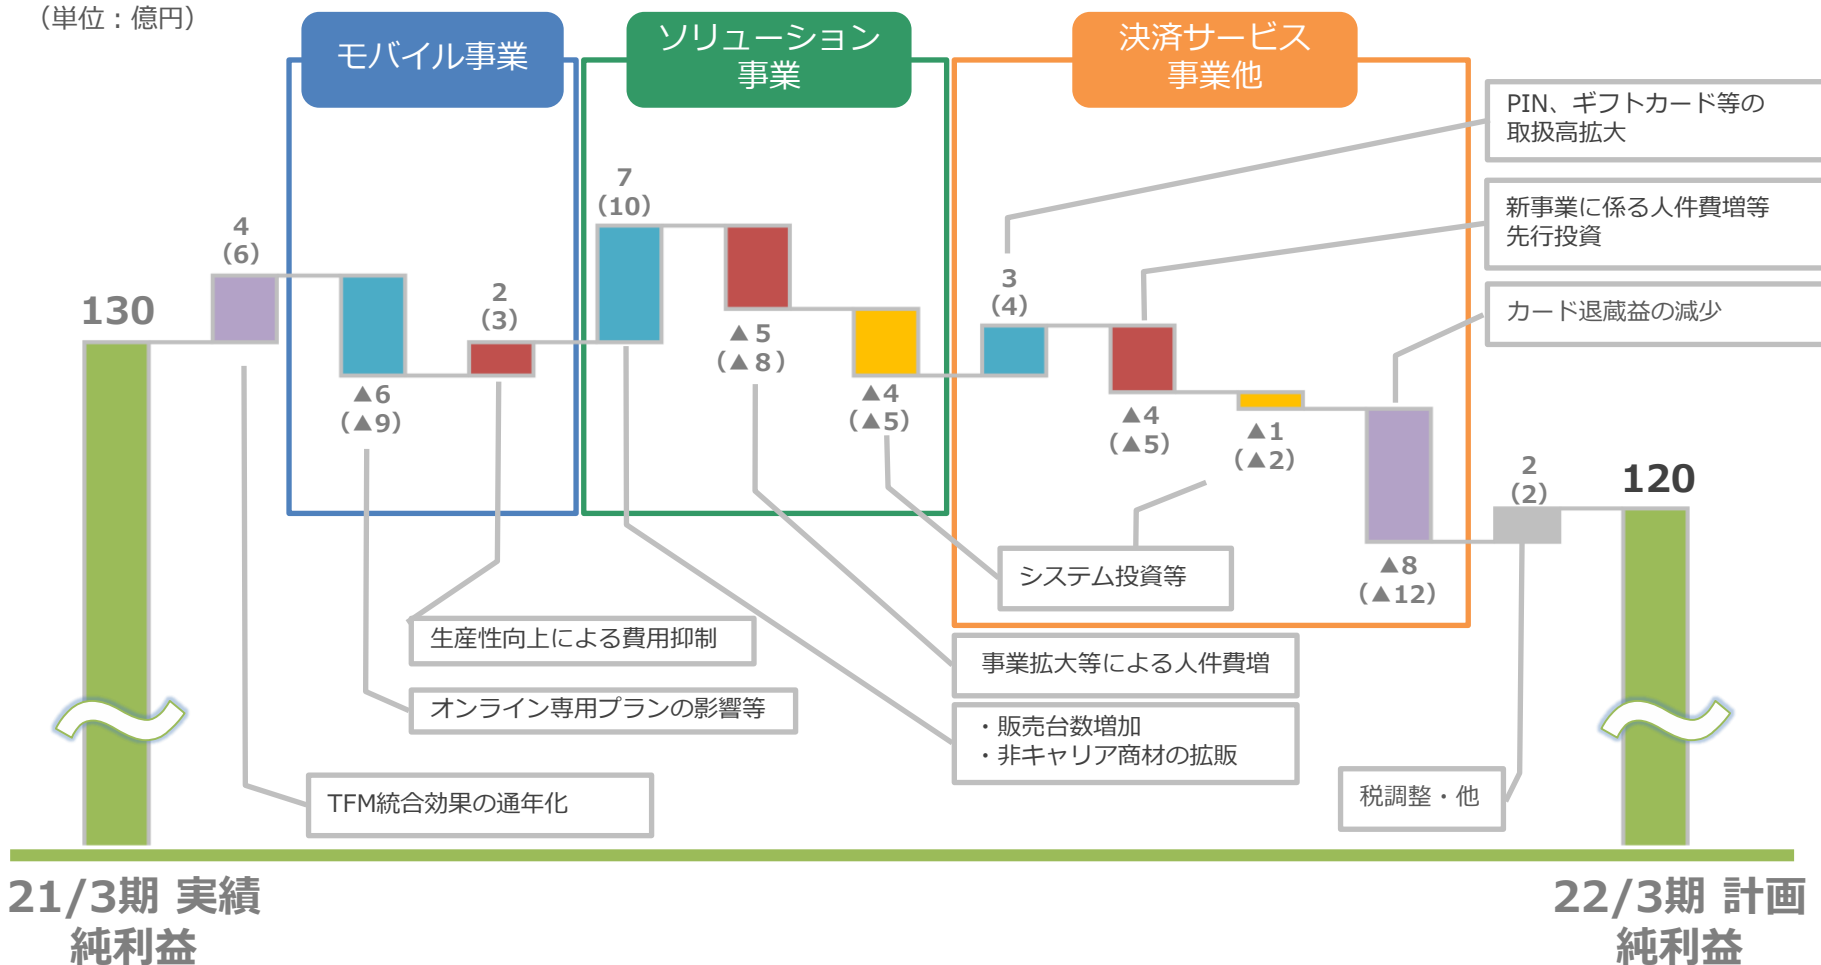 （単位：億円）
モバイル事業
ソリューション
事業
決済サービス
事業他
PIN、ギフトカード等の
取扱高拡大
新事業に係る人件費増等
先行投資
カード退蔵益の減少
130
4
（6）
▲6
（▲9）
2
（3）
7
（10）
▲ 5
（▲ 8）
▲4
（▲5）
3
（4）
▲4
（▲5）
▲1
（▲2）
▲8
（▲12）
2
（2）
120
システム投資等
生産性向上による費用抑制
事業拡大等による人件費増
オンライン専用プランの影響等
・販売台数増加
・非キャリア商材の拡販
TFM統合効果の通年化
税調整・他
21/3期 実績
純利益
22/3期 計画
純利益